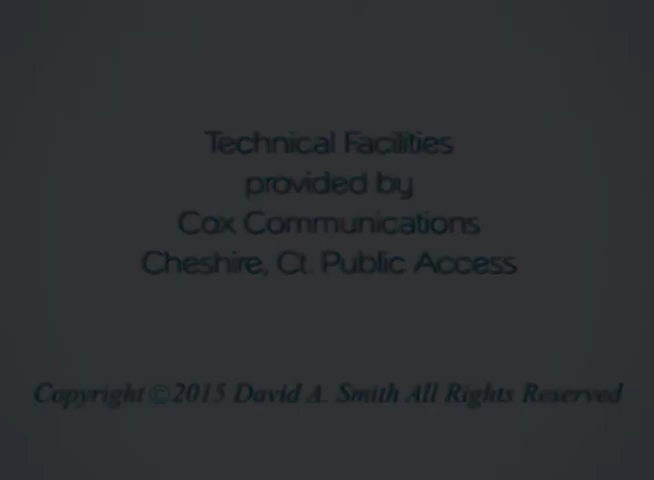 Technical Facilities
provided by
Cox Communications
Cheshire, Ct. Public Access
Copyright ©2015 David A. Smith All Rights Reserved